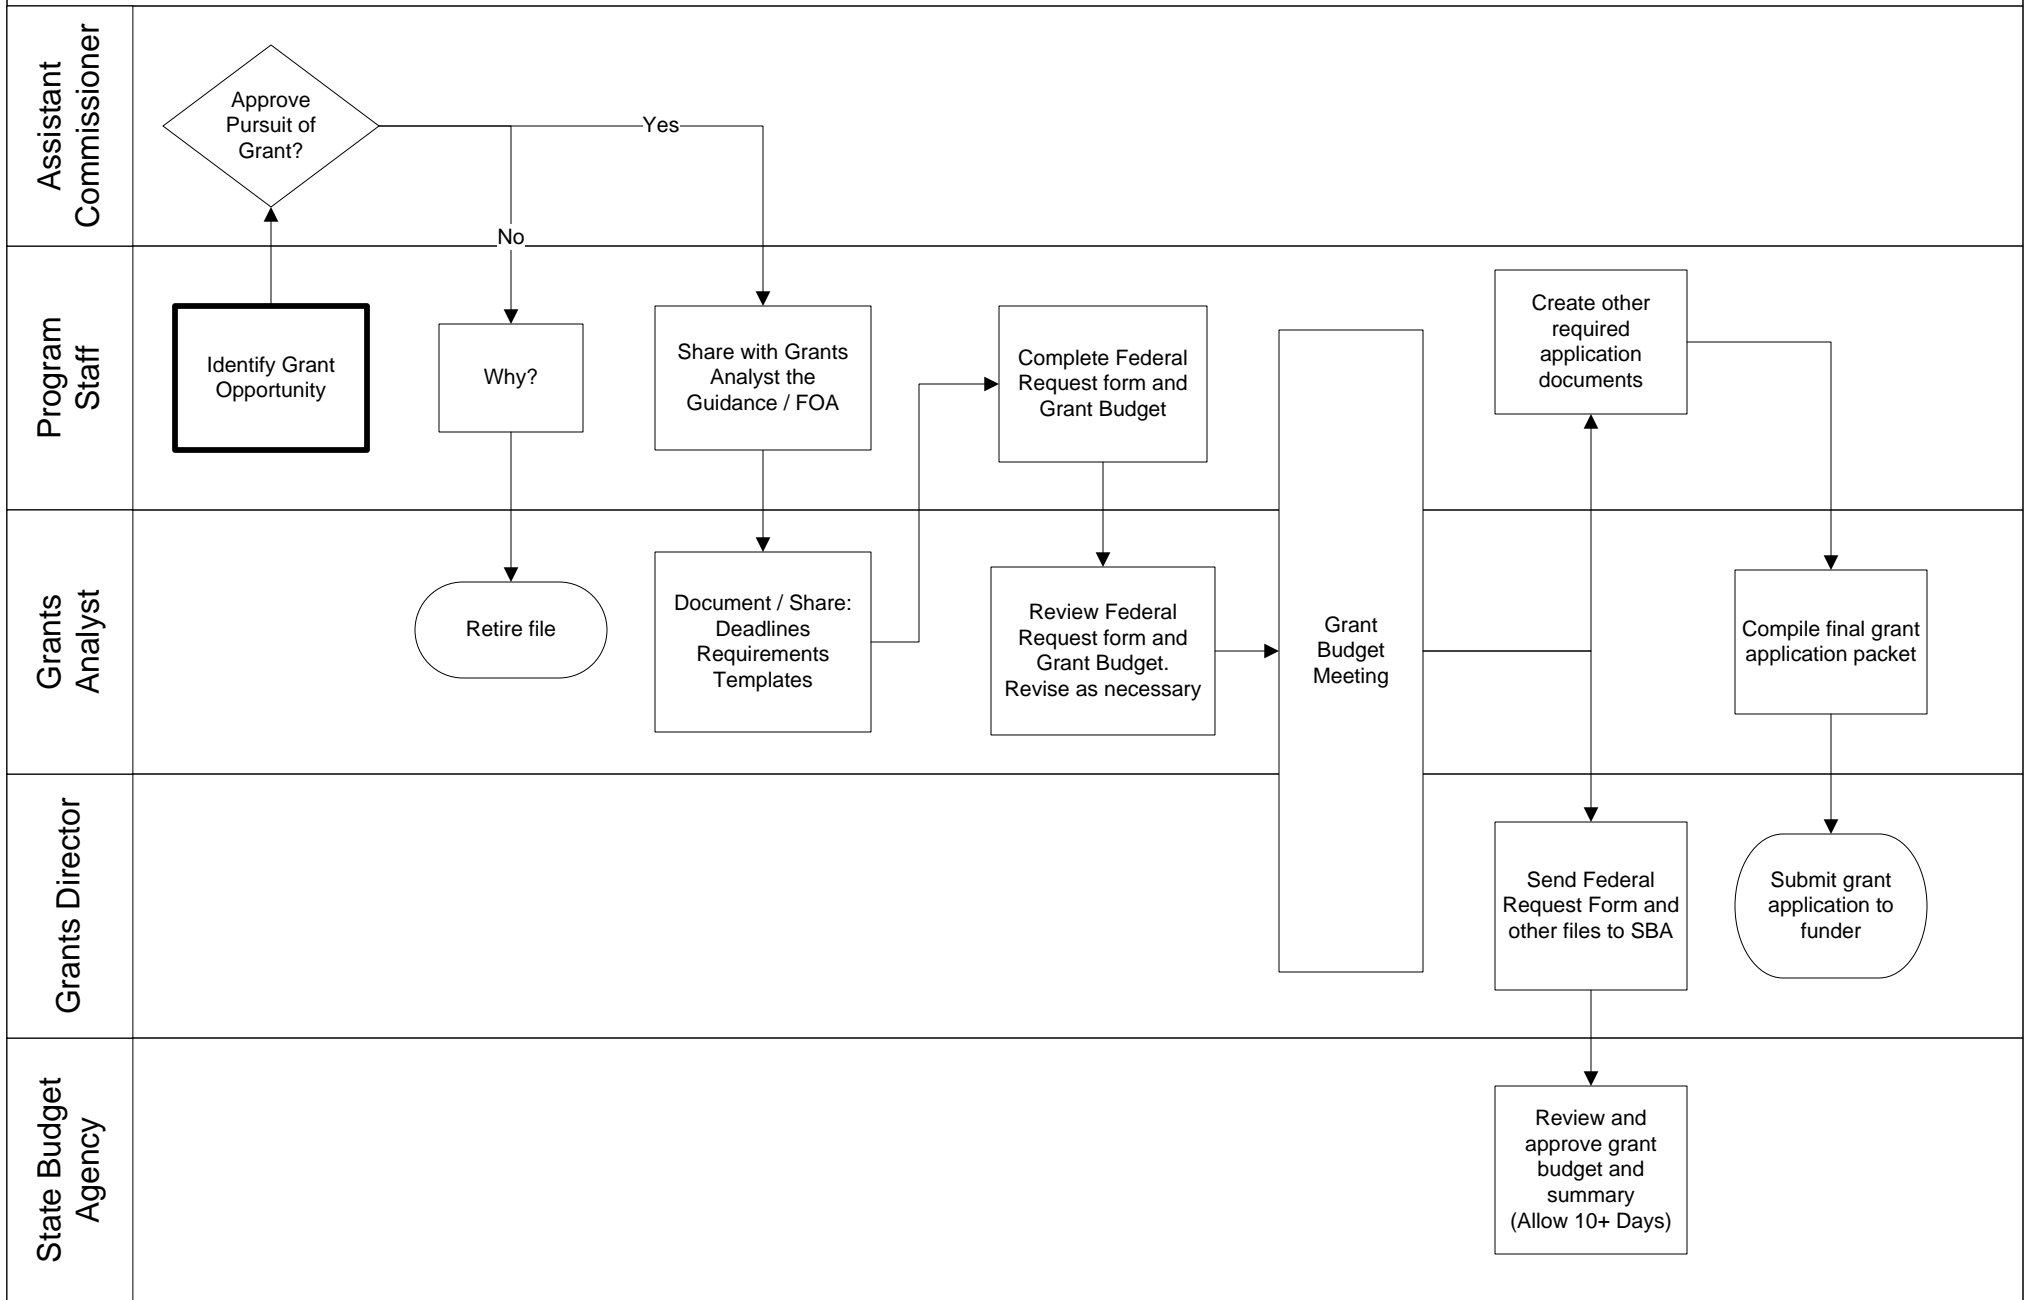 Assistant
Commissioner
Approve
Pursuit of
Grant?
Yes
No
Program
Staff
Identify Grant
Opportunity
Why?
Share with Grants
Analyst the
Guidance / FOA
Complete Federal
Request form and
Grant Budget
Create other
required
application
documents
Grants
Analyst
Retire file
Document / Share:
Deadlines
Requirements
Templates
Review Federal
Request form and
Grant Budget.
Revise as necessary
Grant
Budget
Meeting
Compile final grant
application packet
Grants Director
Send Federal
Request Form and
other files to SBA
Submit grant
application to
funder
State Budget
Agency
Review and
approve grant
budget and
summary
(Allow 10+ Days)